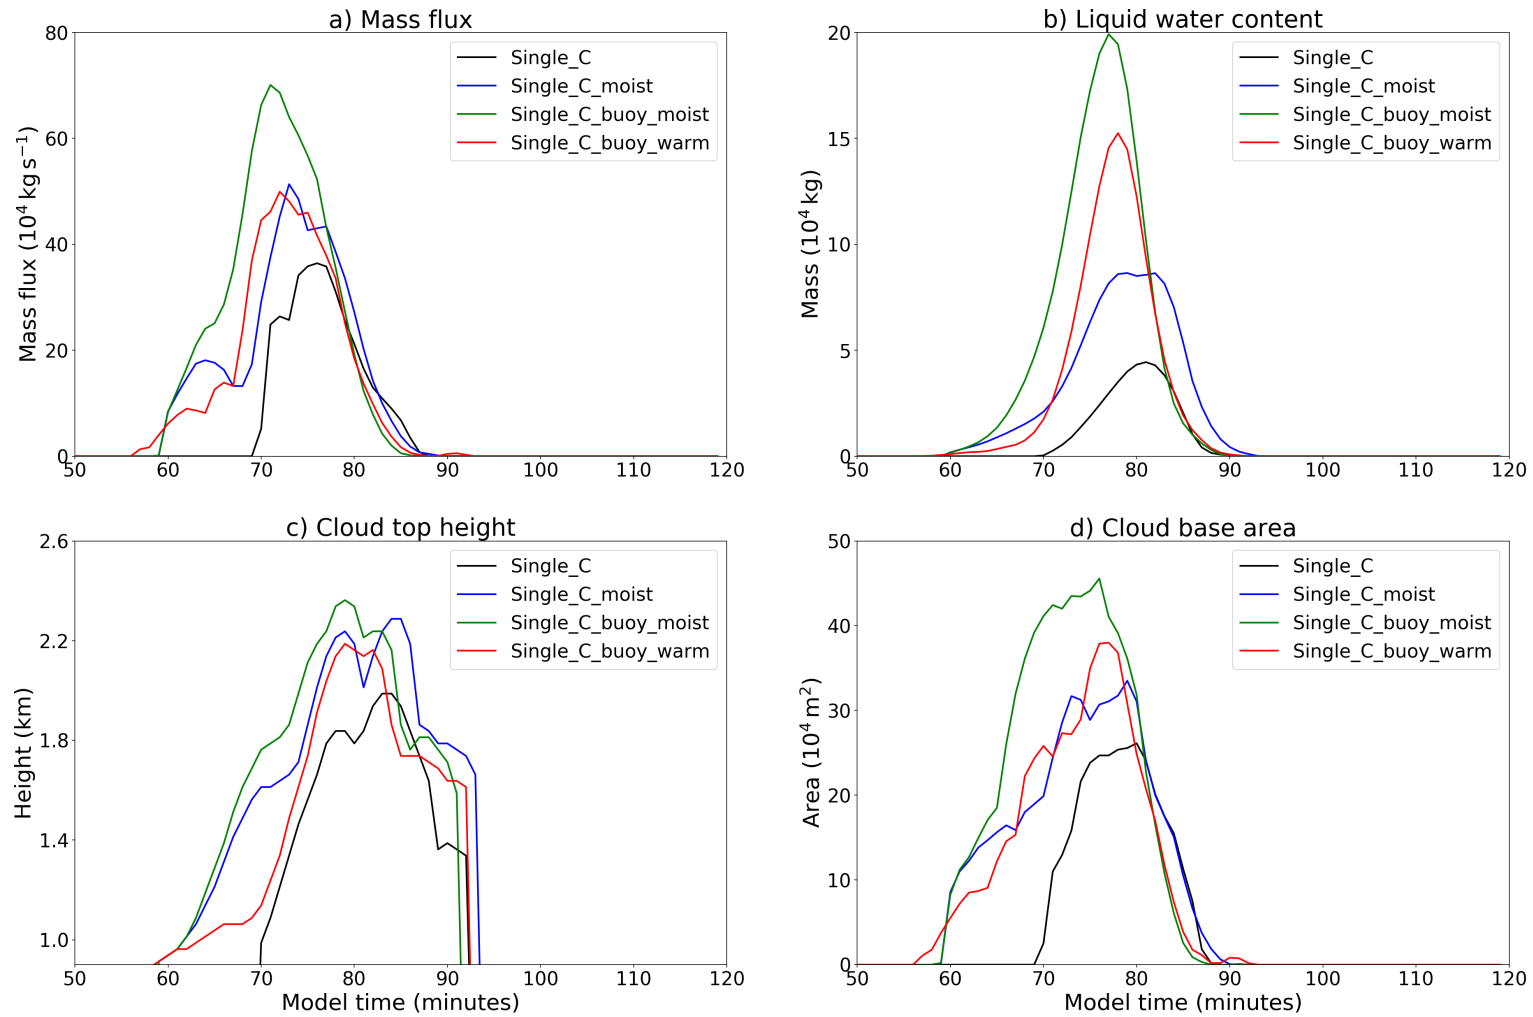 a) Mass flux
80
60
40
20
0
50 60 70 80 90 100 110 120
Mass flux (10⁴ kg s⁻¹)
Single_C
Single_C_moist
Single_C_buoy_moist
Single_C_buoy_warm
b) Liquid water content
20
15
10
5
0
50 60 70 80 90 100 110 120
Mass (10⁴ kg)
Single_C
Single_C_moist
Single_C_buoy_moist
Single_C_buoy_warm
c) Cloud top height
2.6
2.2
1.8
1.4
1.0
50 60 70 80 90 100 110 120
Height (km)
Model time (minutes)
Single_C
Single_C_moist
Single_C_buoy_moist
Single_C_buoy_warm
d) Cloud base area
50
40
30
20
10
0
50 60 70 80 90 100 110 120
Area (10⁴ m²)
Model time (minutes)
Single_C
Single_C_moist
Single_C_buoy_moist
Single_C_buoy_warm